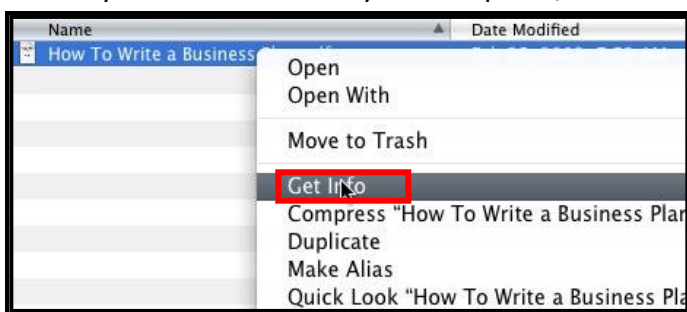 Name Date Modified
How To Write a Business
Open
Open With
Move to Trash
Get Info
Compress “How To Write a Business Plan
Duplicate
Make Alias
Quick Look “How To Write a Business Pla